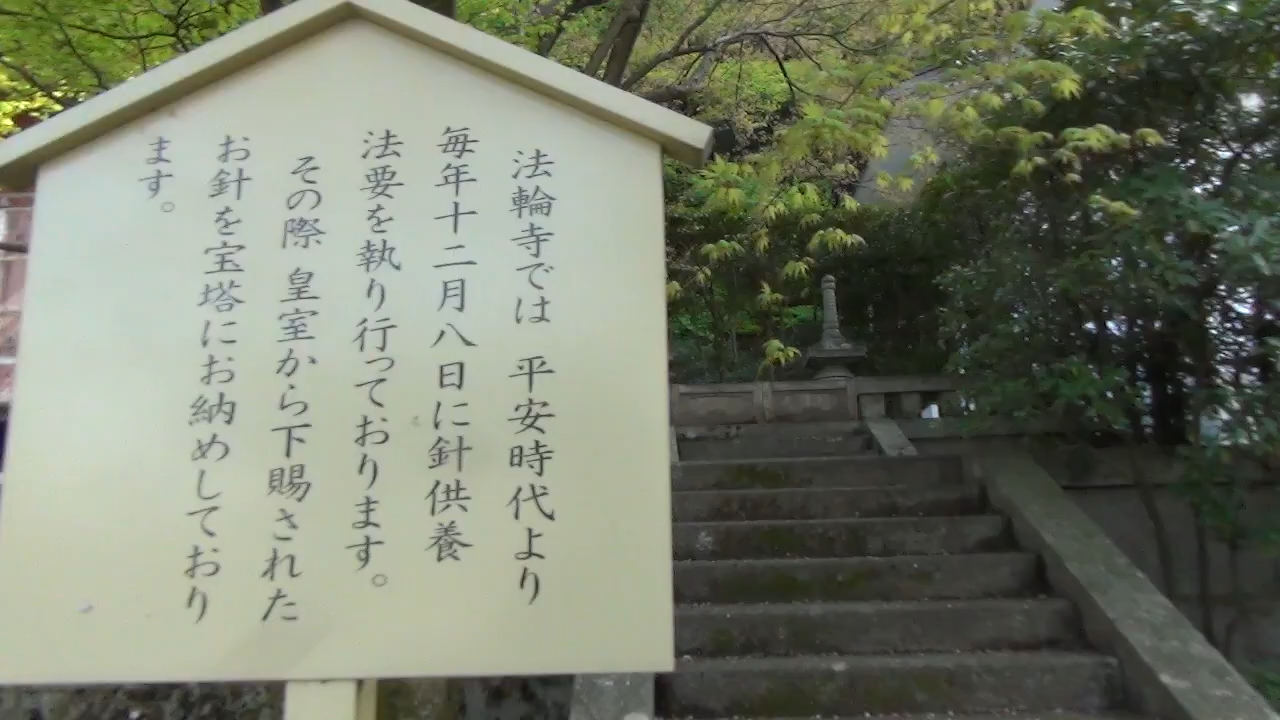 法輪寺では 平安時代より
毎年十二月八日に針供養
法要を執り行っております。
その際 皇室から下賜された
お針を宝塔にお納めしており
ます。